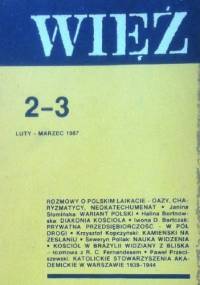 WIĘŹ
2-3
LUTY - MARZEC 1987
ROZMOWY O POLSKIM LAIKACIE - OAZY, CHA-
RYZMATYCY, NEOKATECHUMENAT • Janina
Słomińska: WARIANT POLSKI • Halina Bortnow-
ska: DIAKONIA KOŚCIOŁA • Iwona D. Bartczak:
PRYWATNA PRZEDSIĘBIORCZOŚĆ - W PÓŁ
DROGI • Krzysztof Kopczyński: KAMIEŃSKI NA
ZESŁANIU • Seweryn Pollak: NAUKA WIDZENIA
• KOŚCIÓŁ W BRAZYLII WIDZIANY Z BLISKA
- rozmowa z R. C. Fernandesem • Paweł Przeci-
szewski: KATOLICKIE STOWARZYSZENIA AKA-
DEMICKIE W WARSZAWIE 1939-1944